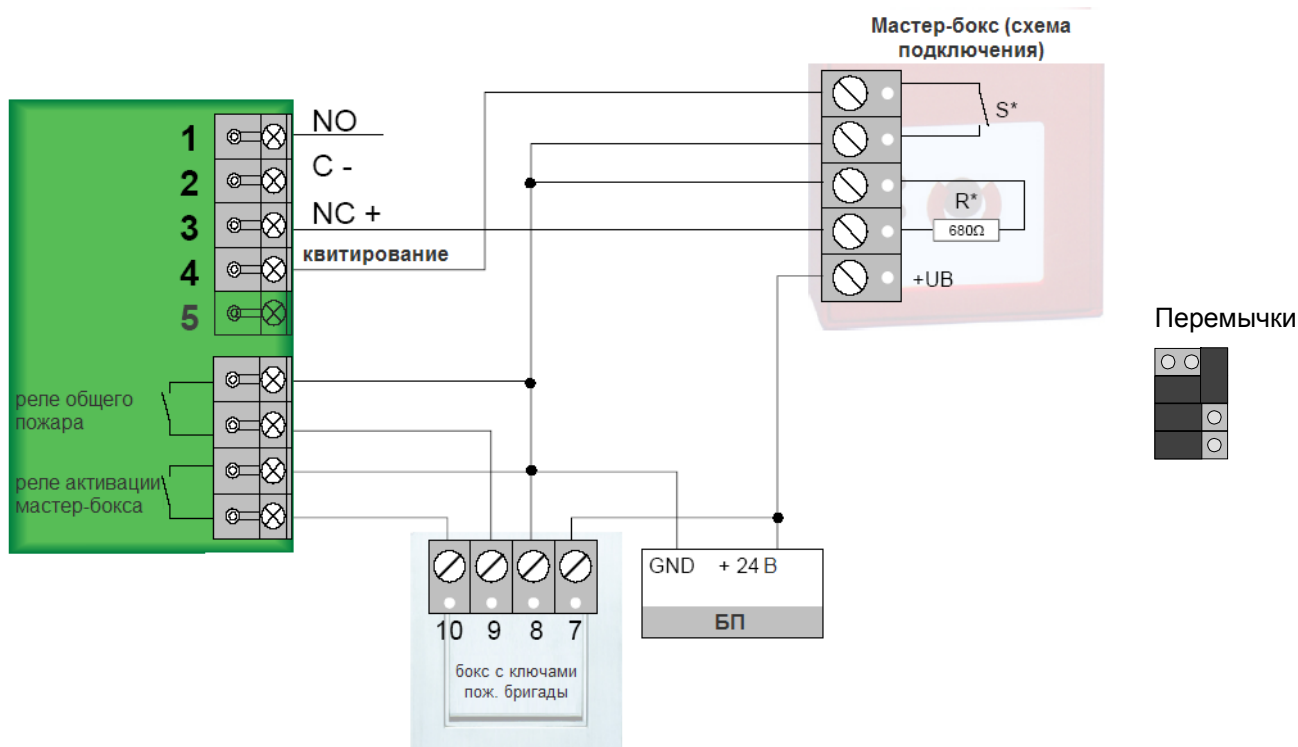 Мастер-бокс (схема
подключения)
1
NO
2
C -
3
NC +
4
квитирование
5
S*
R*
680Ω
+UB
Перемычки
реле общего
пожара
реле активации
мастер-бокса
GND + 24 В
БП
10 9 8 7
бокс с ключами
пож. бригады